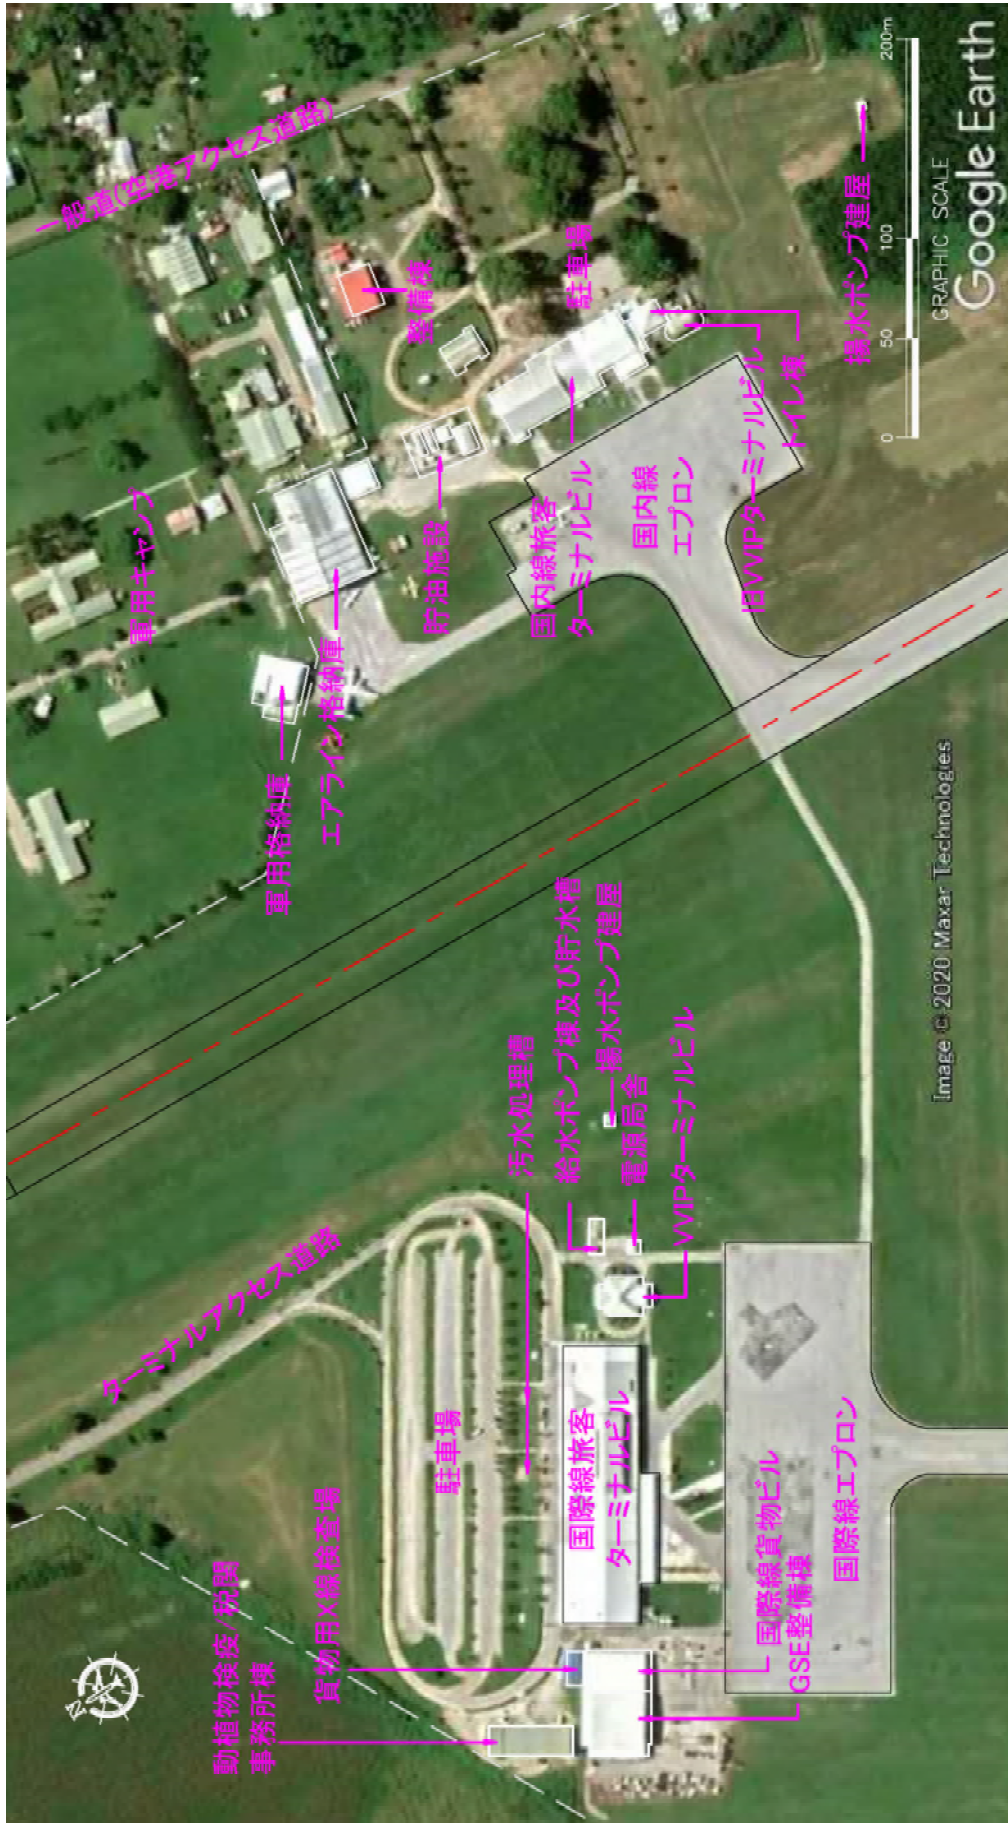 一般道(空港アクセス道路)
軍用キャンプ
軍用格納庫
エアライン格納庫
整備棟
貯油施設
駐車場
国内線旅客
ターミナルビル
国内線
エプロン
旧VVIPターミナルビル
トイレ棟
揚水ポンプ建屋
0
50
100
200m
GRAPHIC SCALE
Google Earth
Image © 2020 Maxar Technologies
ターミナルアクセス道路
汚水処理槽
給水ポンプ棟及び貯水槽
揚水ポンプ建屋
電源局舎
VVIPターミナルビル
駐車場
国際線旅客
ターミナルビル
国際線貨物ビル
GSE整備棟
国際線エプロン
貨物用X線検査場
動植物検疫/税関
事務所棟
N